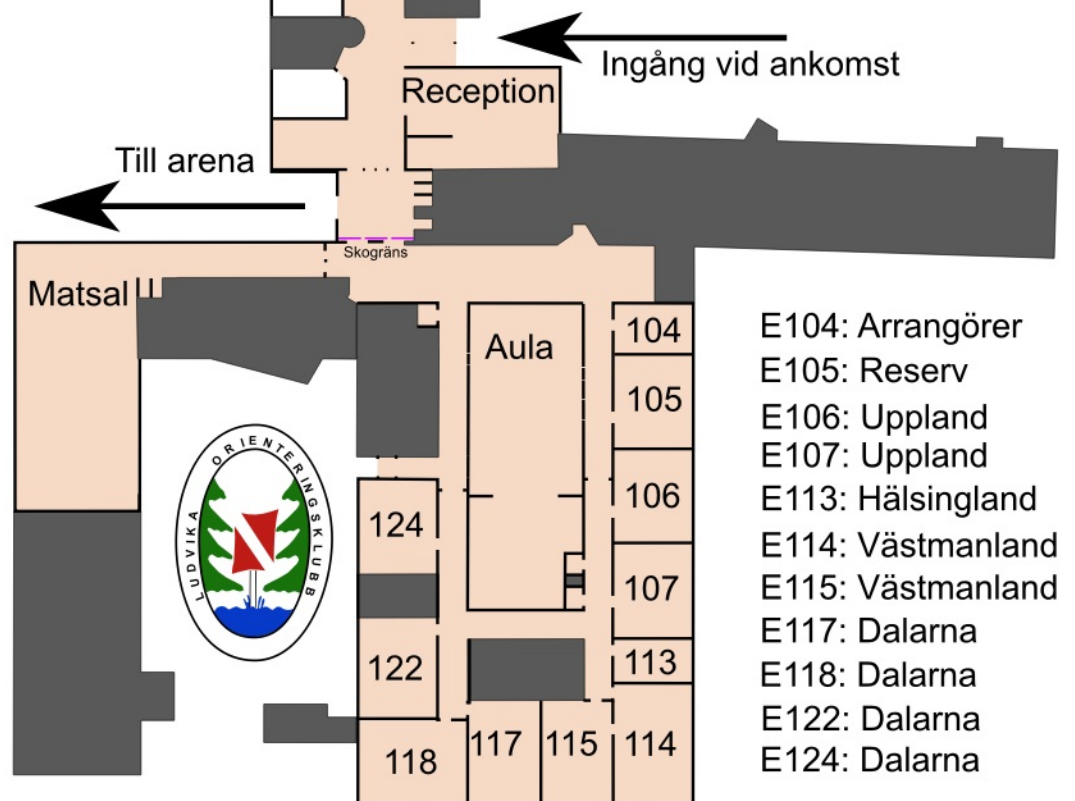 Ingång vid ankomst
Reception
Till arena
Skogräns
Matsal
Aula
104
105
106
107
113
114
115
117
118
122
124
LUDVIKA ORIENTERINGSKLUBB
E104: Arrangörer
E105: Reserv
E106: Uppland
E107: Uppland
E113: Hälsingland
E114: Västmanland
E115: Västmanland
E117: Dalarna
E118: Dalarna
E122: Dalarna
E124: Dalarna